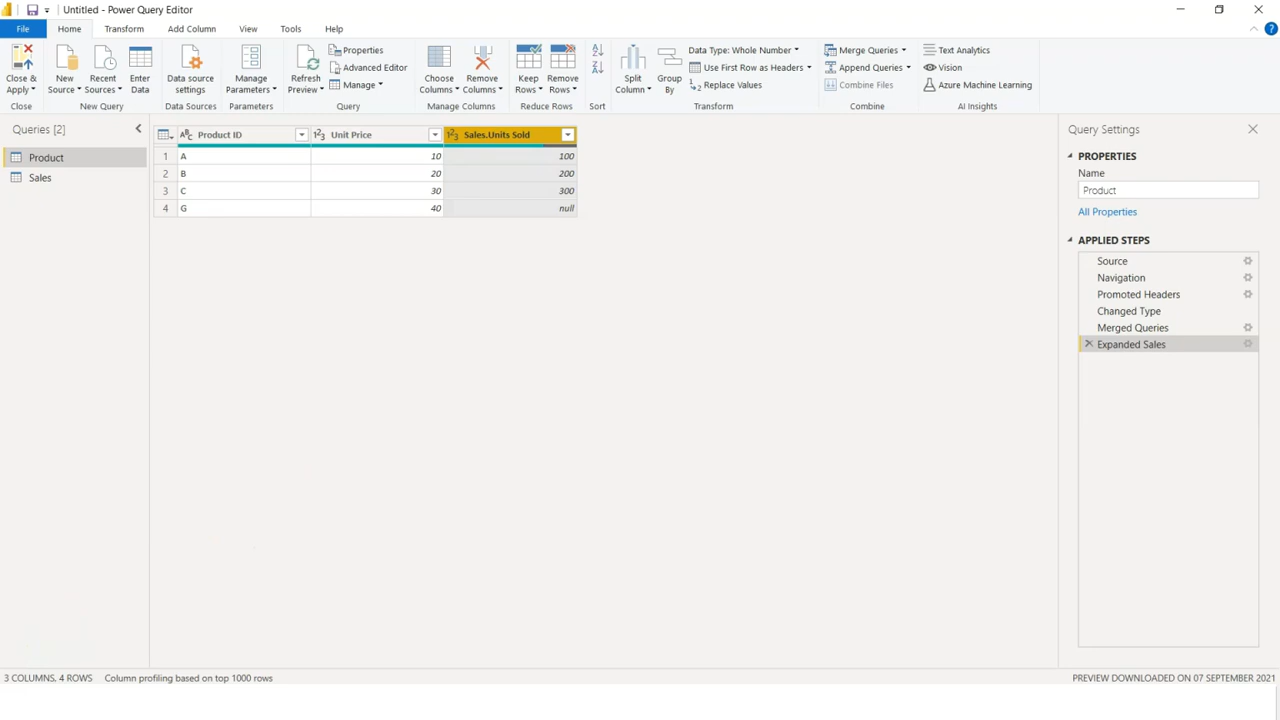 Untitled - Power Query Editor
File Home Transform Add Column View Tools Help
Close & Apply
New Source
Recent Sources
Enter Data
Data source settings
Manage Parameters
Refresh Preview
Properties
Advanced Editor
Manage
Choose Columns
Remove Columns
Keep Rows
Remove Rows
Split Column
Group By
Data Type: Whole Number
Use First Row as Headers
Replace Values
Merge Queries
Append Queries
Combine Files
Text Analytics
Vision
Azure Machine Learning
Close New Query Data Sources Parameters Query Manage Columns Reduce Rows Sort Transform Combine AI Insights
Queries [2]
Product
Sales
Product ID Unit Price Sales.Units Sold
1 A 10 100
2 B 20 200
3 C 30 300
4 G 40 null
Query Settings
PROPERTIES
Name
Product
All Properties
APPLIED STEPS
Source
Navigation
Promoted Headers
Changed Type
Merged Queries
Expanded Sales
3 COLUMNS, 4 ROWS Column profiling based on top 1000 rows PREVIEW DOWNLOADED ON 07 SEPTEMBER 2021